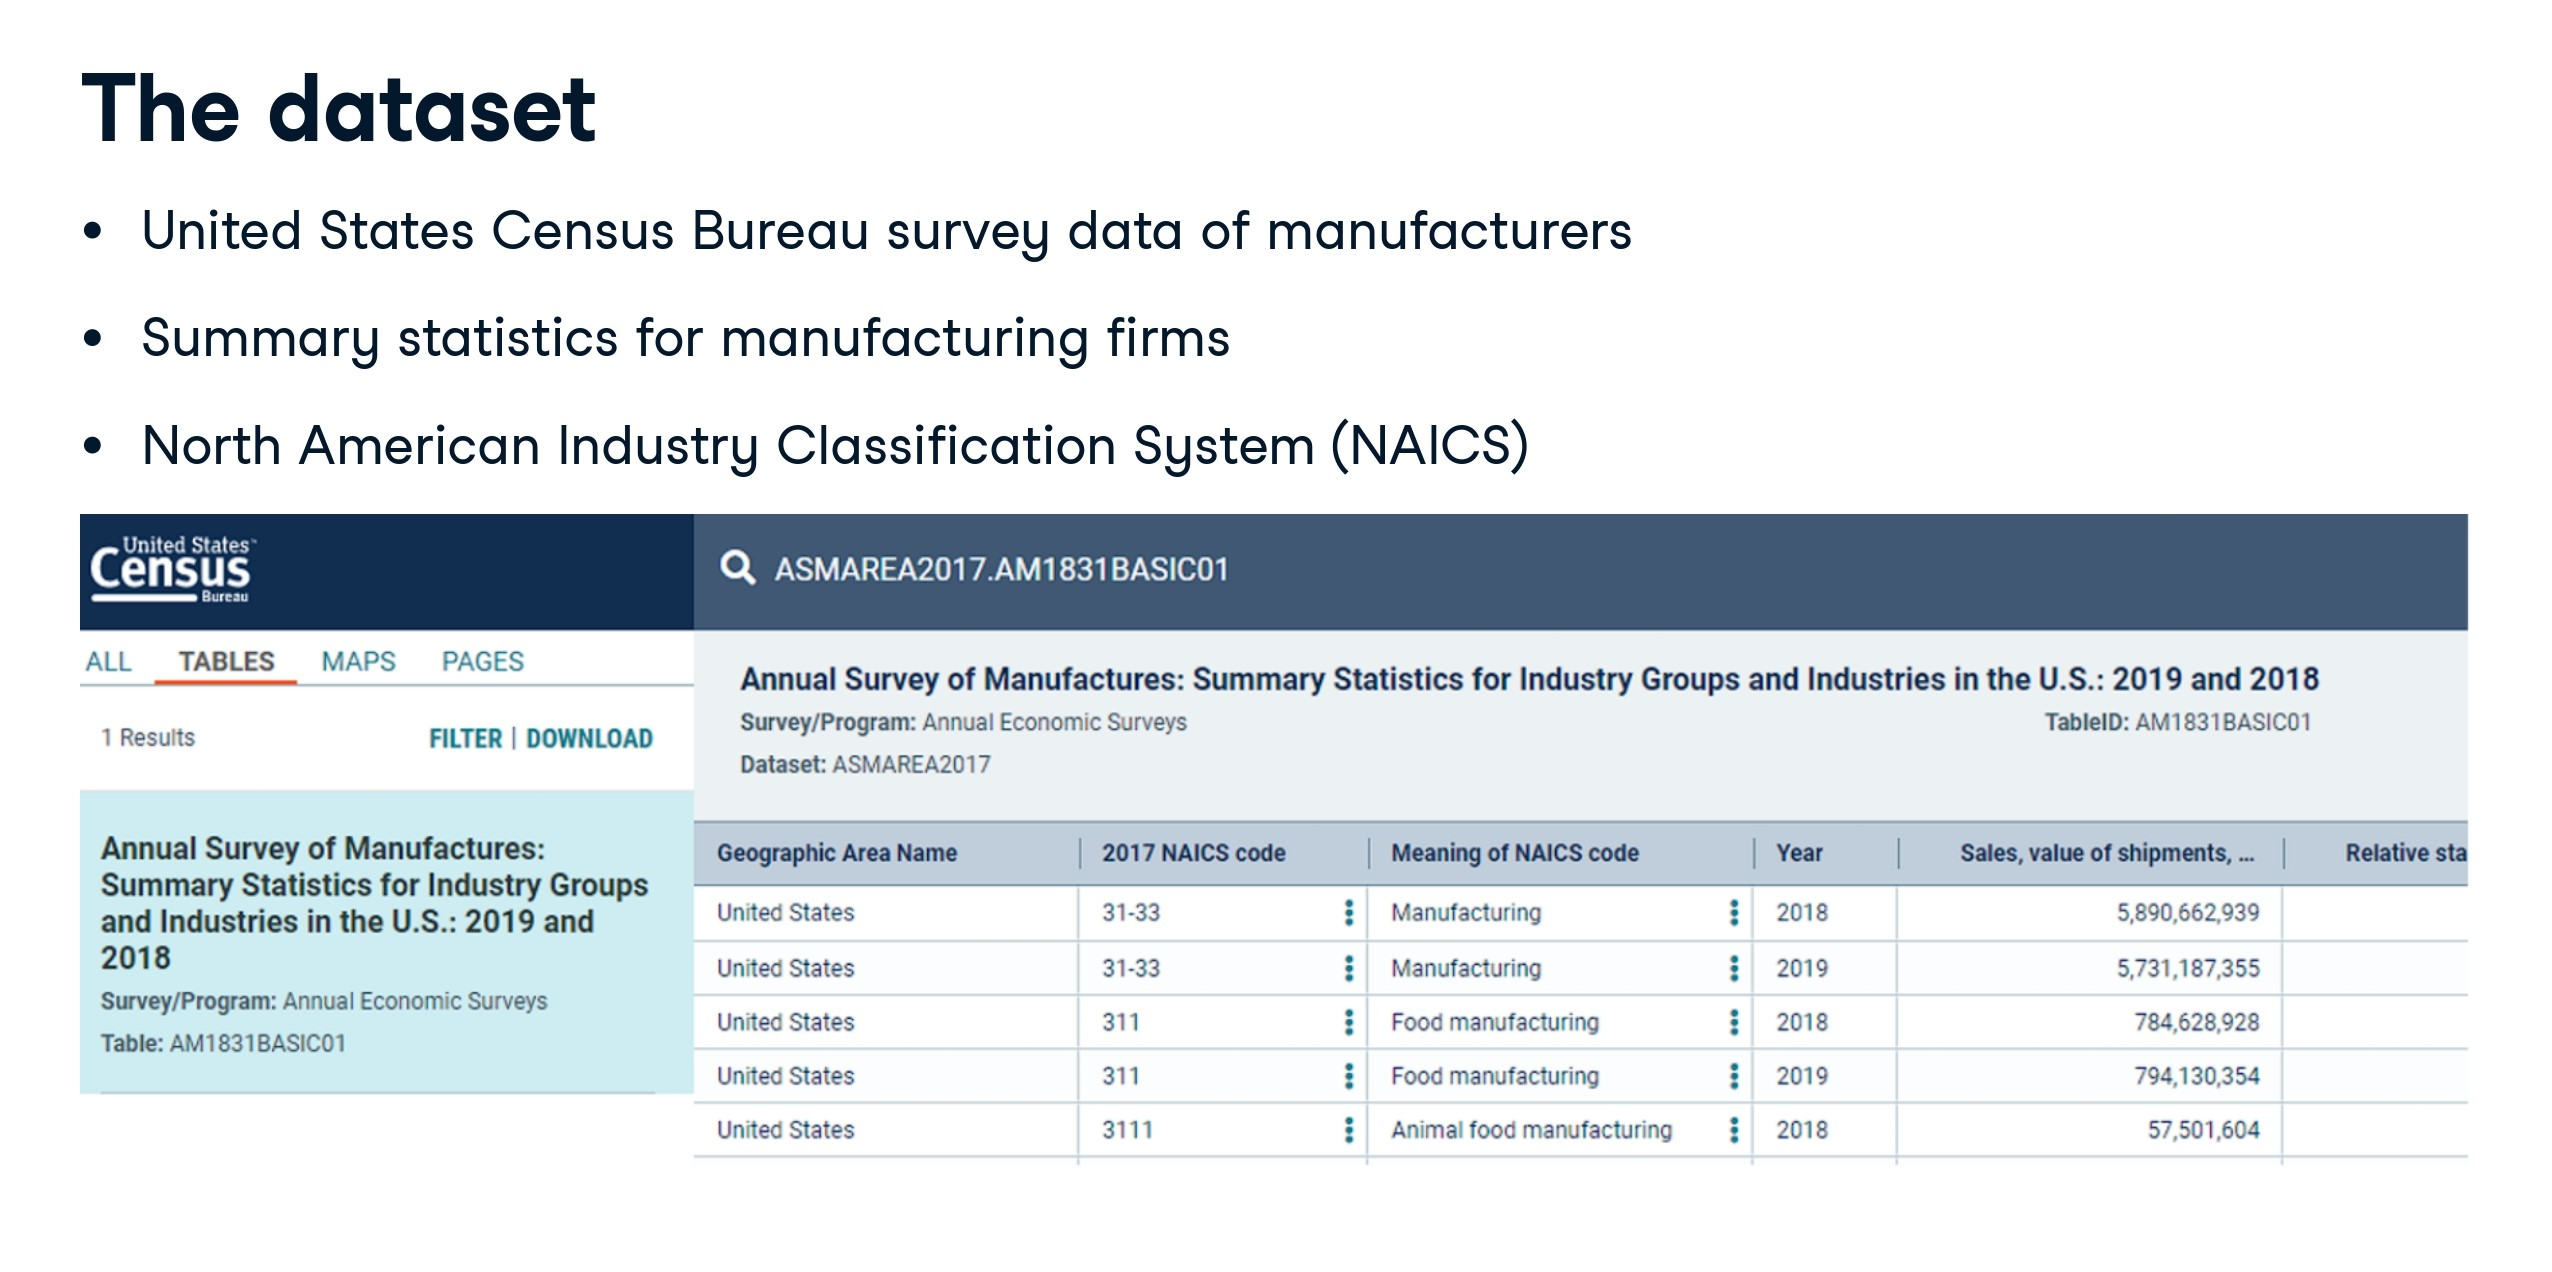 The dataset
• United States Census Bureau survey data of manufacturers
• Summary statistics for manufacturing firms
• North American Industry Classification System (NAICS)
United States™
Census
Bureau
ASMAREA2017.AM1831BASIC01
ALL TABLES MAPS PAGES
1 Results FILTER | DOWNLOAD
Annual Survey of Manufactures:
Summary Statistics for Industry Groups
and Industries in the U.S.: 2019 and
2018
Survey/Program: Annual Economic Surveys
Table: AM1831BASIC01
Annual Survey of Manufactures: Summary Statistics for Industry Groups and Industries in the U.S.: 2019 and 2018
Survey/Program: Annual Economic Surveys TableID: AM1831BASIC01
Dataset: ASMAREA2017
Geographic Area Name 2017 NAICS code Meaning of NAICS code Year Sales, value of shipments, ... Relative sta
United States 31-33 Manufacturing 2018 5,890,662,939
United States 31-33 Manufacturing 2019 5,731,187,355
United States 311 Food manufacturing 2018 784,628,928
United States 311 Food manufacturing 2019 794,130,354
United States 3111 Animal food manufacturing 2018 57,501,604